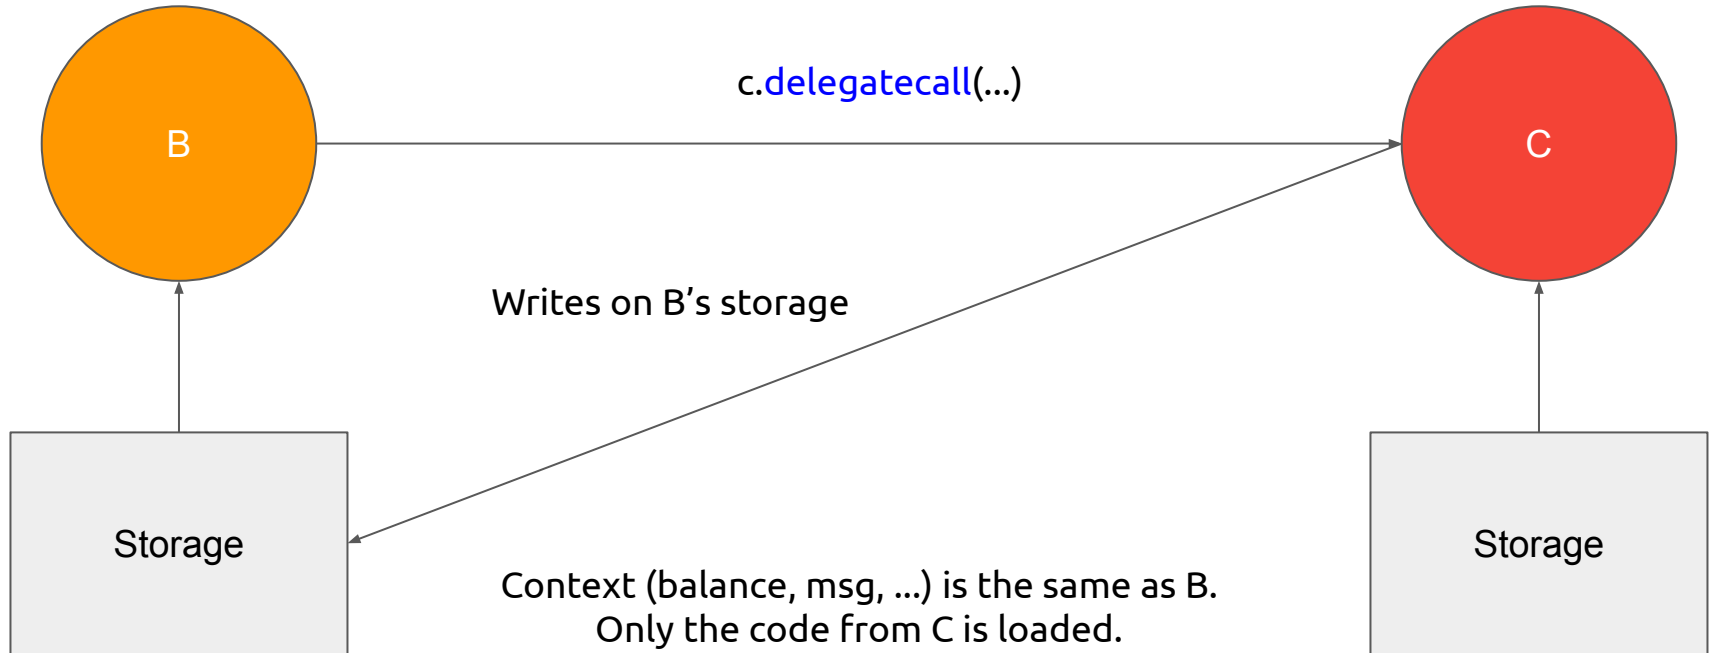 c.delegatecall(...)
B
C
Writes on B’s storage
Storage
Storage
Context (balance, msg, ...) is the same as B.
Only the code from C is loaded.